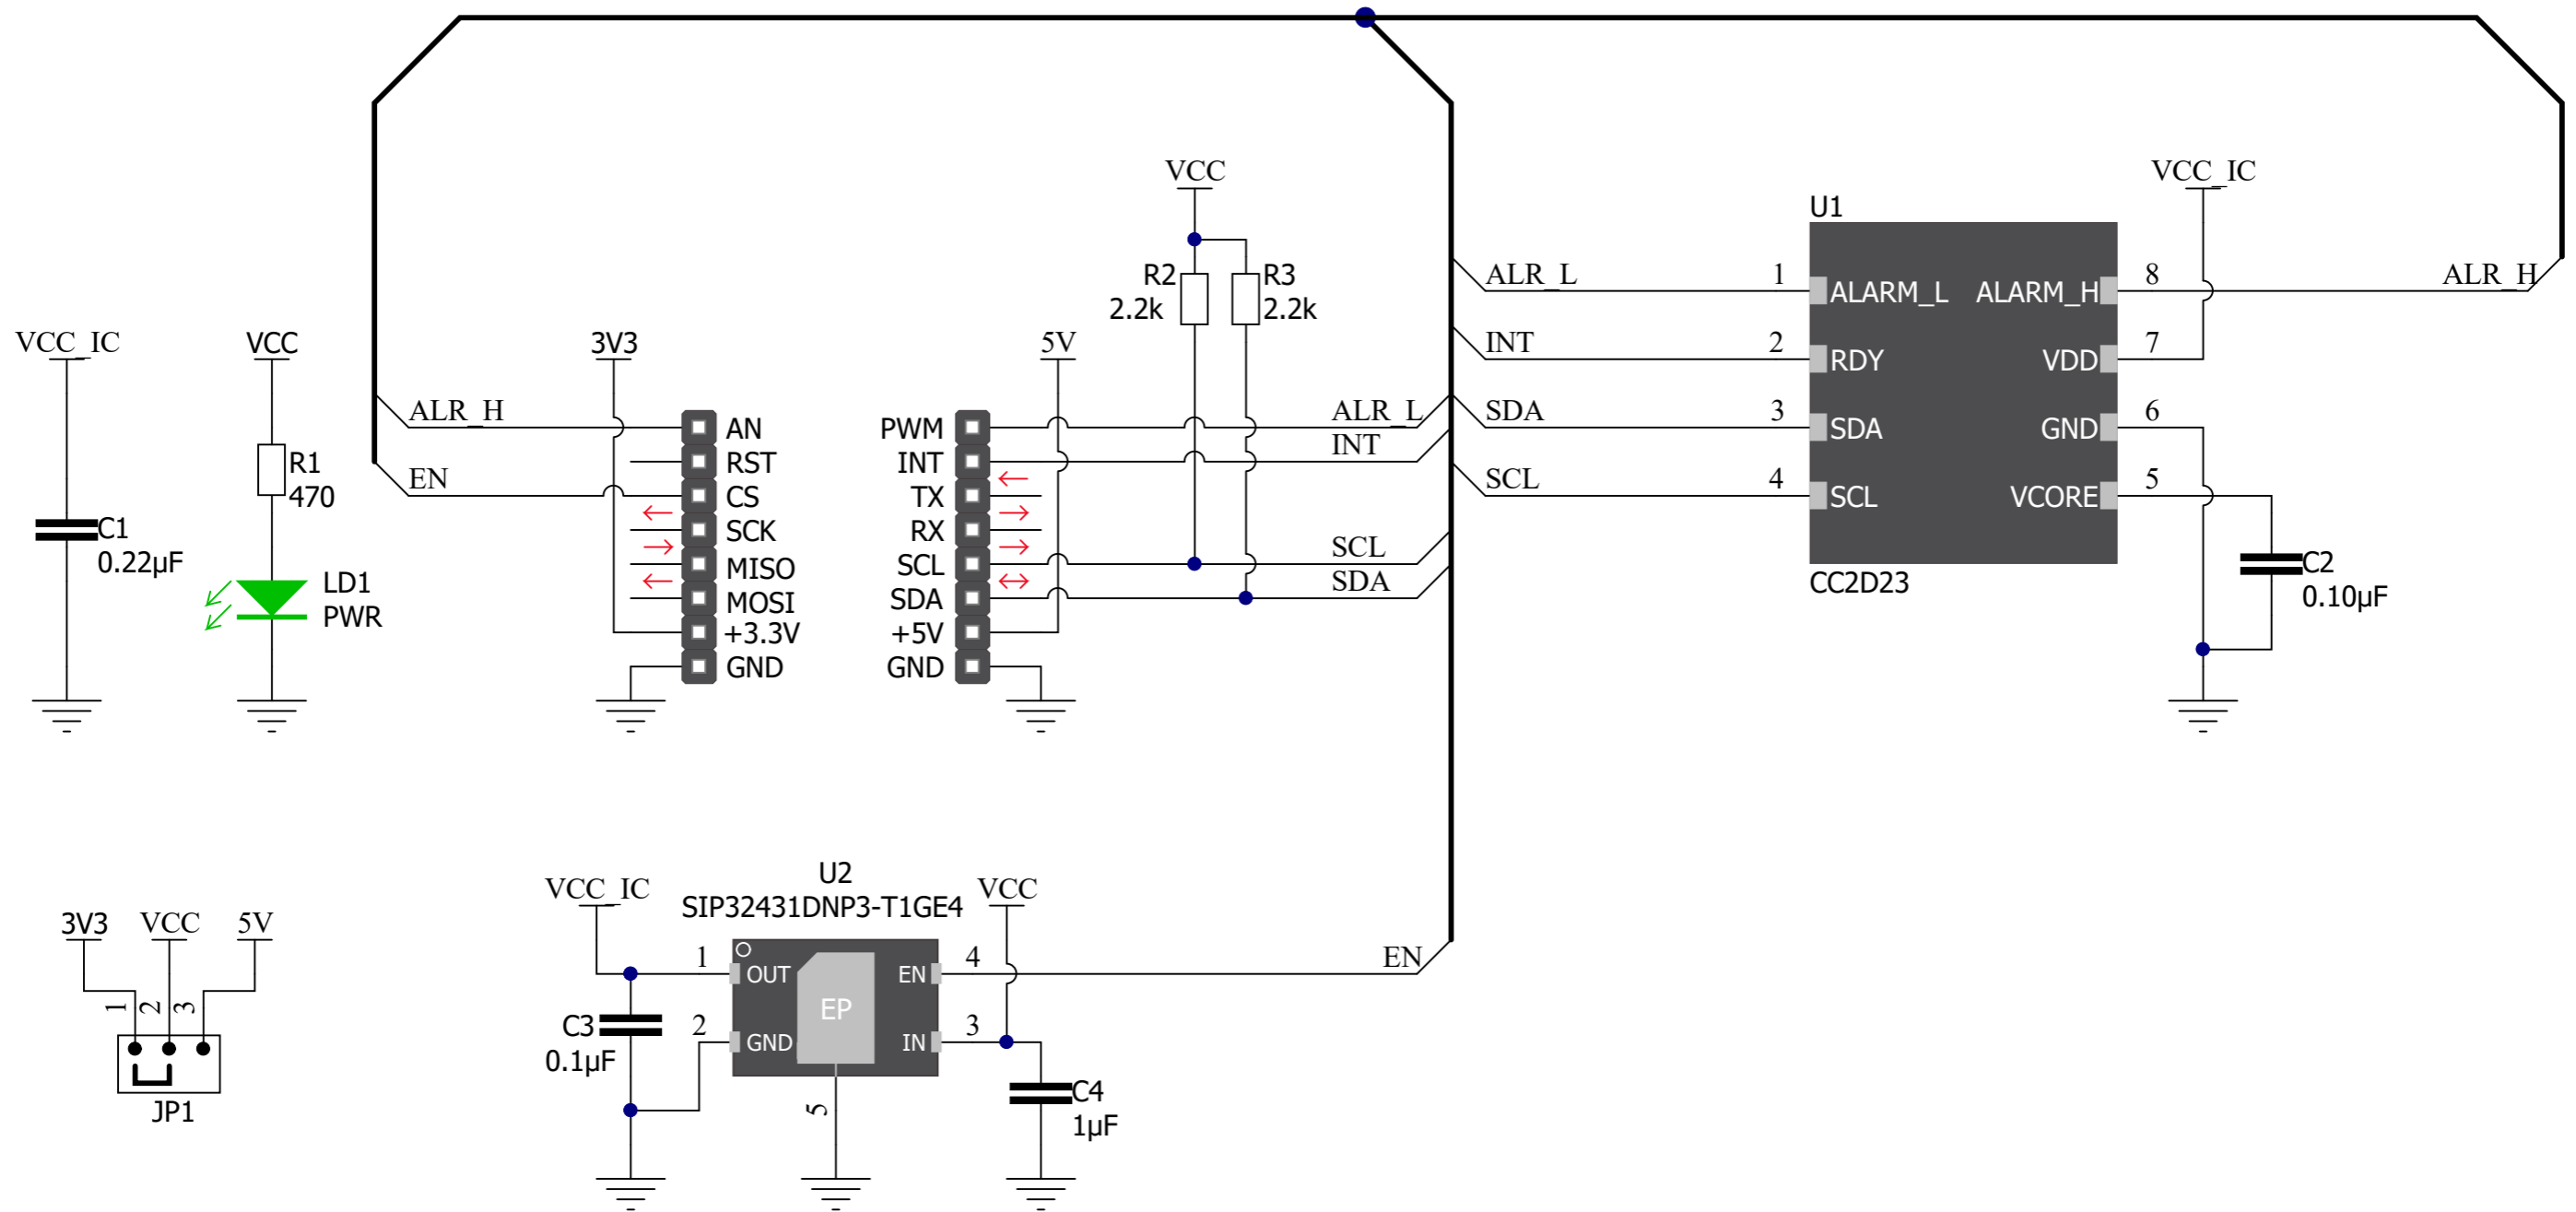 VCC_IC
C1
0.22µF
VCC
R1
470
LD1
PWR
ALR_H
EN
3V3
AN
RST
CS
SCK
MISO
MOSI
+3.3V
GND
PWM
INT
TX
RX
SCL
SDA
+5V
GND
5V
VCC
R2
2.2k
R3
2.2k
ALR_L
INT
SCL
SDA
ALR_L
INT
SDA
SCL
1
2
3
4
U1
ALARM_L
RDY
SDA
SCL
ALARM_H
VDD
GND
VCORE
CC2D23
8
7
6
5
VCC_IC
ALR_H
C2
0.10µF
3V3
VCC
5V
1
2
3
JP1
VCC_IC
U2
SIP32431DNP3-T1GE4
VCC
1
OUT
EN
4
EN
EP
C3
0.1µF
2
GND
IN
3
5
C4
1µF